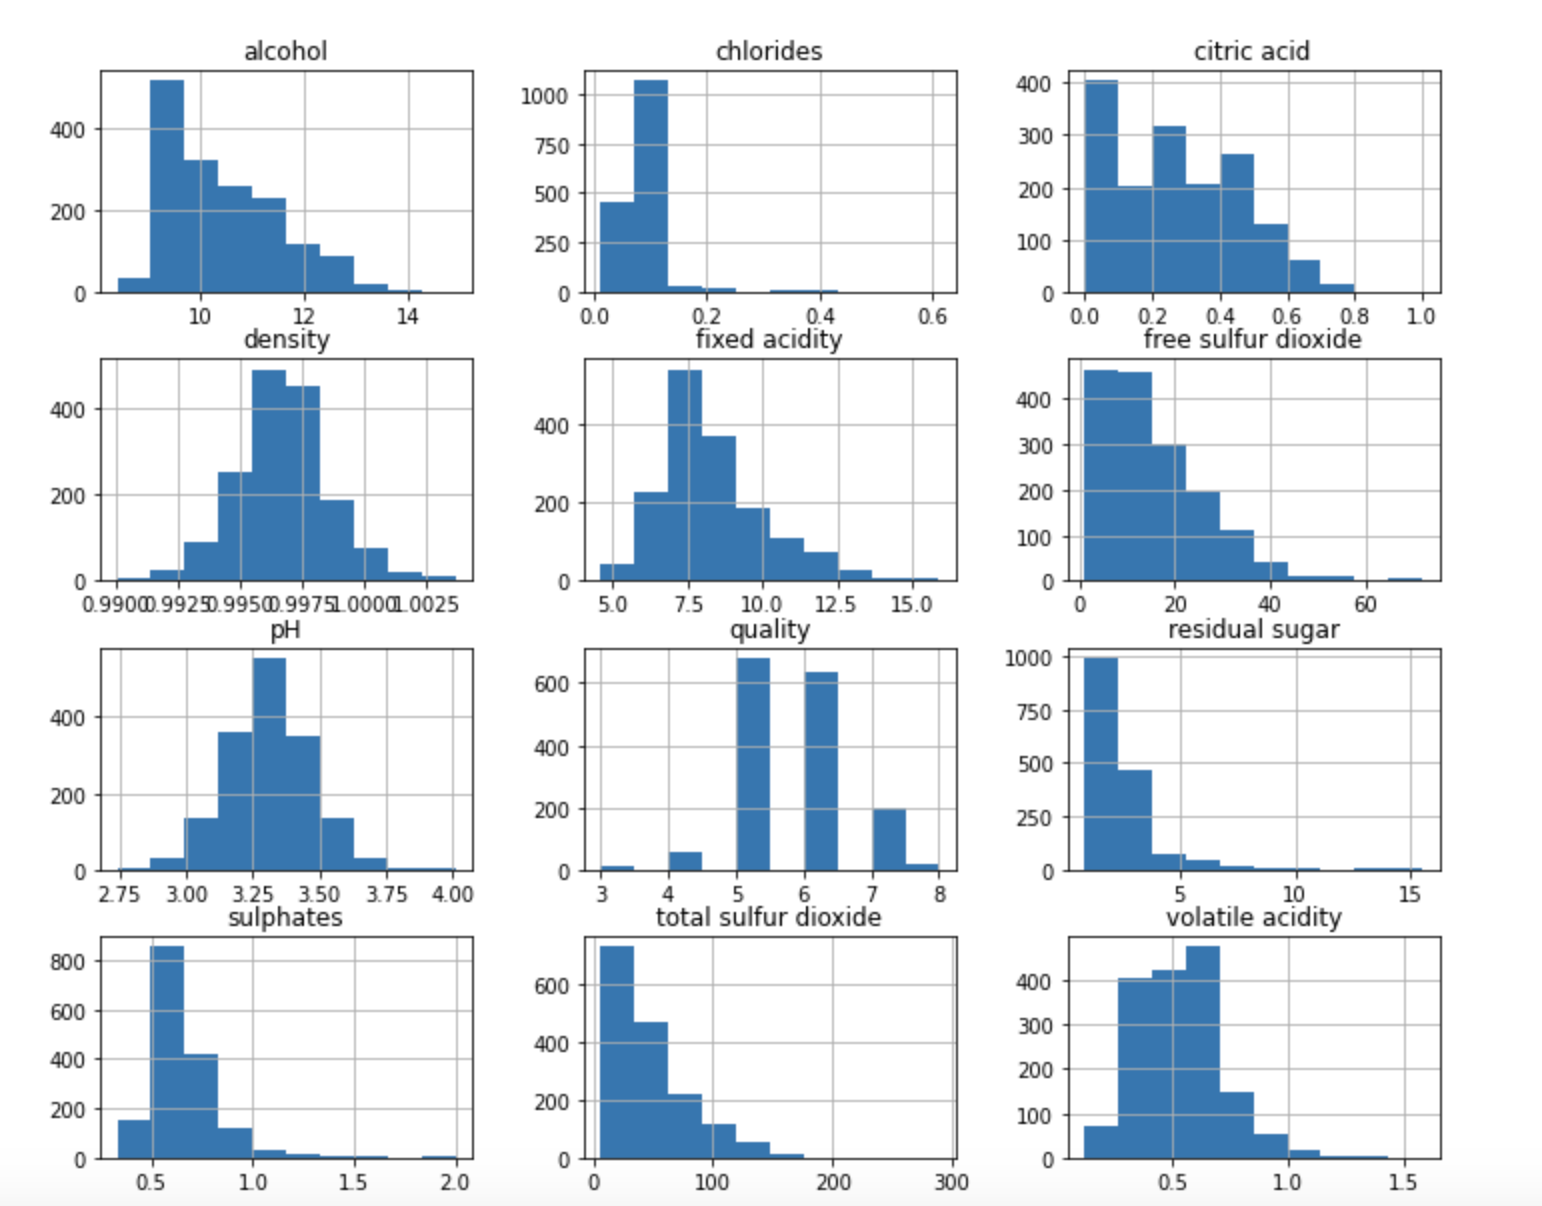 alcohol
400
200
0
10 12 14
chlorides
1000
750
500
250
0
0.0 0.2 0.4 0.6
citric acid
400
300
200
100
0
0.0 0.2 0.4 0.6 0.8 1.0
density
400
200
0
0.9900 0.9925 0.9950 0.9975 1.0000 1.0025
fixed acidity
400
200
0
5.0 7.5 10.0 12.5 15.0
free sulfur dioxide
400
300
200
100
0
0 20 40 60
pH
400
200
0
2.75 3.00 3.25 3.50 3.75 4.00
quality
600
400
200
0
3 4 5 6 7 8
residual sugar
1000
750
500
250
0
5 10 15
sulphates
800
600
400
200
0
0.5 1.0 1.5 2.0
total sulfur dioxide
600
400
200
0
0 100 200 300
volatile acidity
400
300
200
100
0
0.5 1.0 1.5